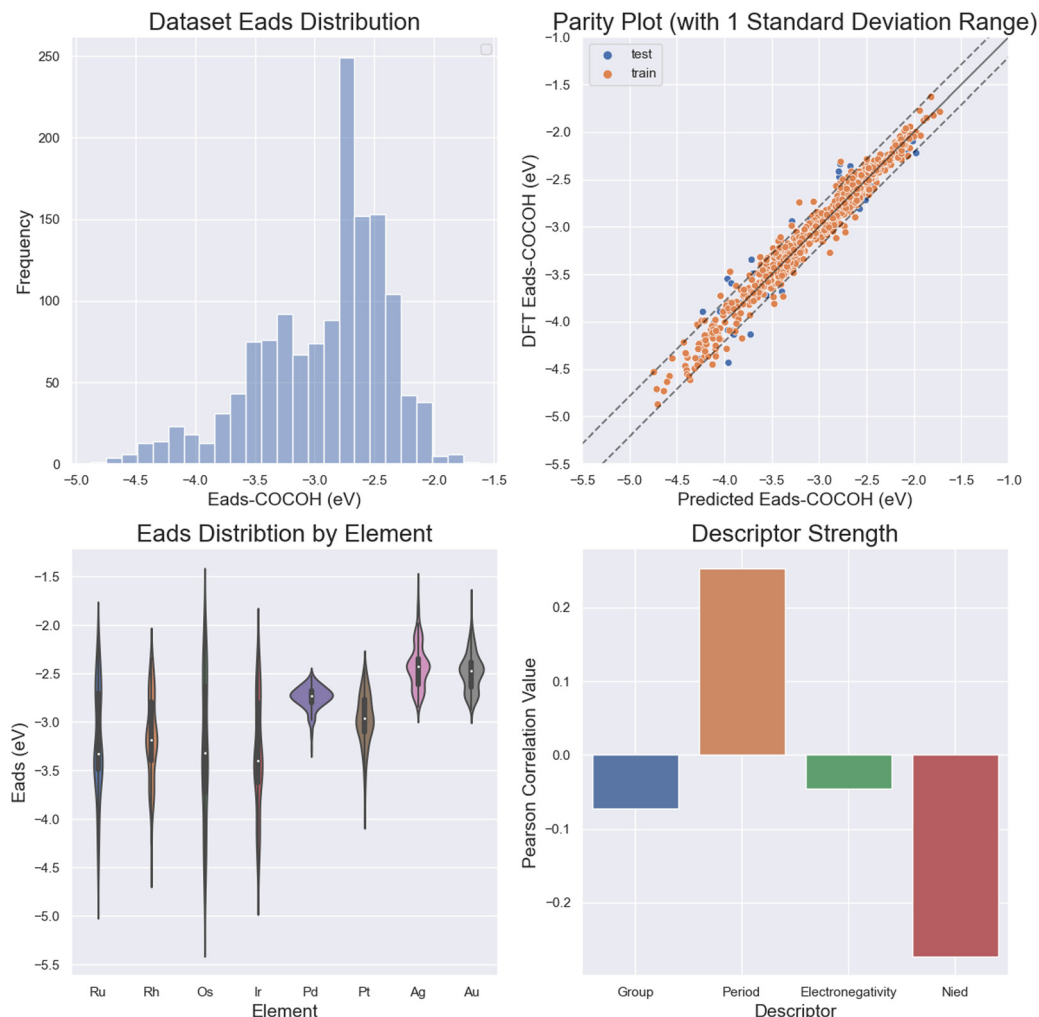 Dataset Eads Distribution
250
200
150
100
50
0
Frequency
−5.0 −4.5 −4.0 −3.5 −3.0 −2.5 −2.0 −1.5
Eads-COCOH (eV)
Parity Plot (with 1 Standard Deviation Range)
test
train
−1.0
−1.5
−2.0
−2.5
−3.0
−3.5
−4.0
−4.5
−5.0
−5.5
DFT Eads-COCOH (eV)
−5.5 −5.0 −4.5 −4.0 −3.5 −3.0 −2.5 −2.0 −1.5 −1.0
Predicted Eads-COCOH (eV)
Eads Distribtion by Element
−1.5
−2.0
−2.5
−3.0
−3.5
−4.0
−4.5
−5.0
−5.5
Eads (eV)
Ru Rh Os Ir Pd Pt Ag Au
Element
Descriptor Strength
0.2
0.1
0.0
−0.1
−0.2
Pearson Correlation Value
Group Period Electronegativity Nied
Descriptor